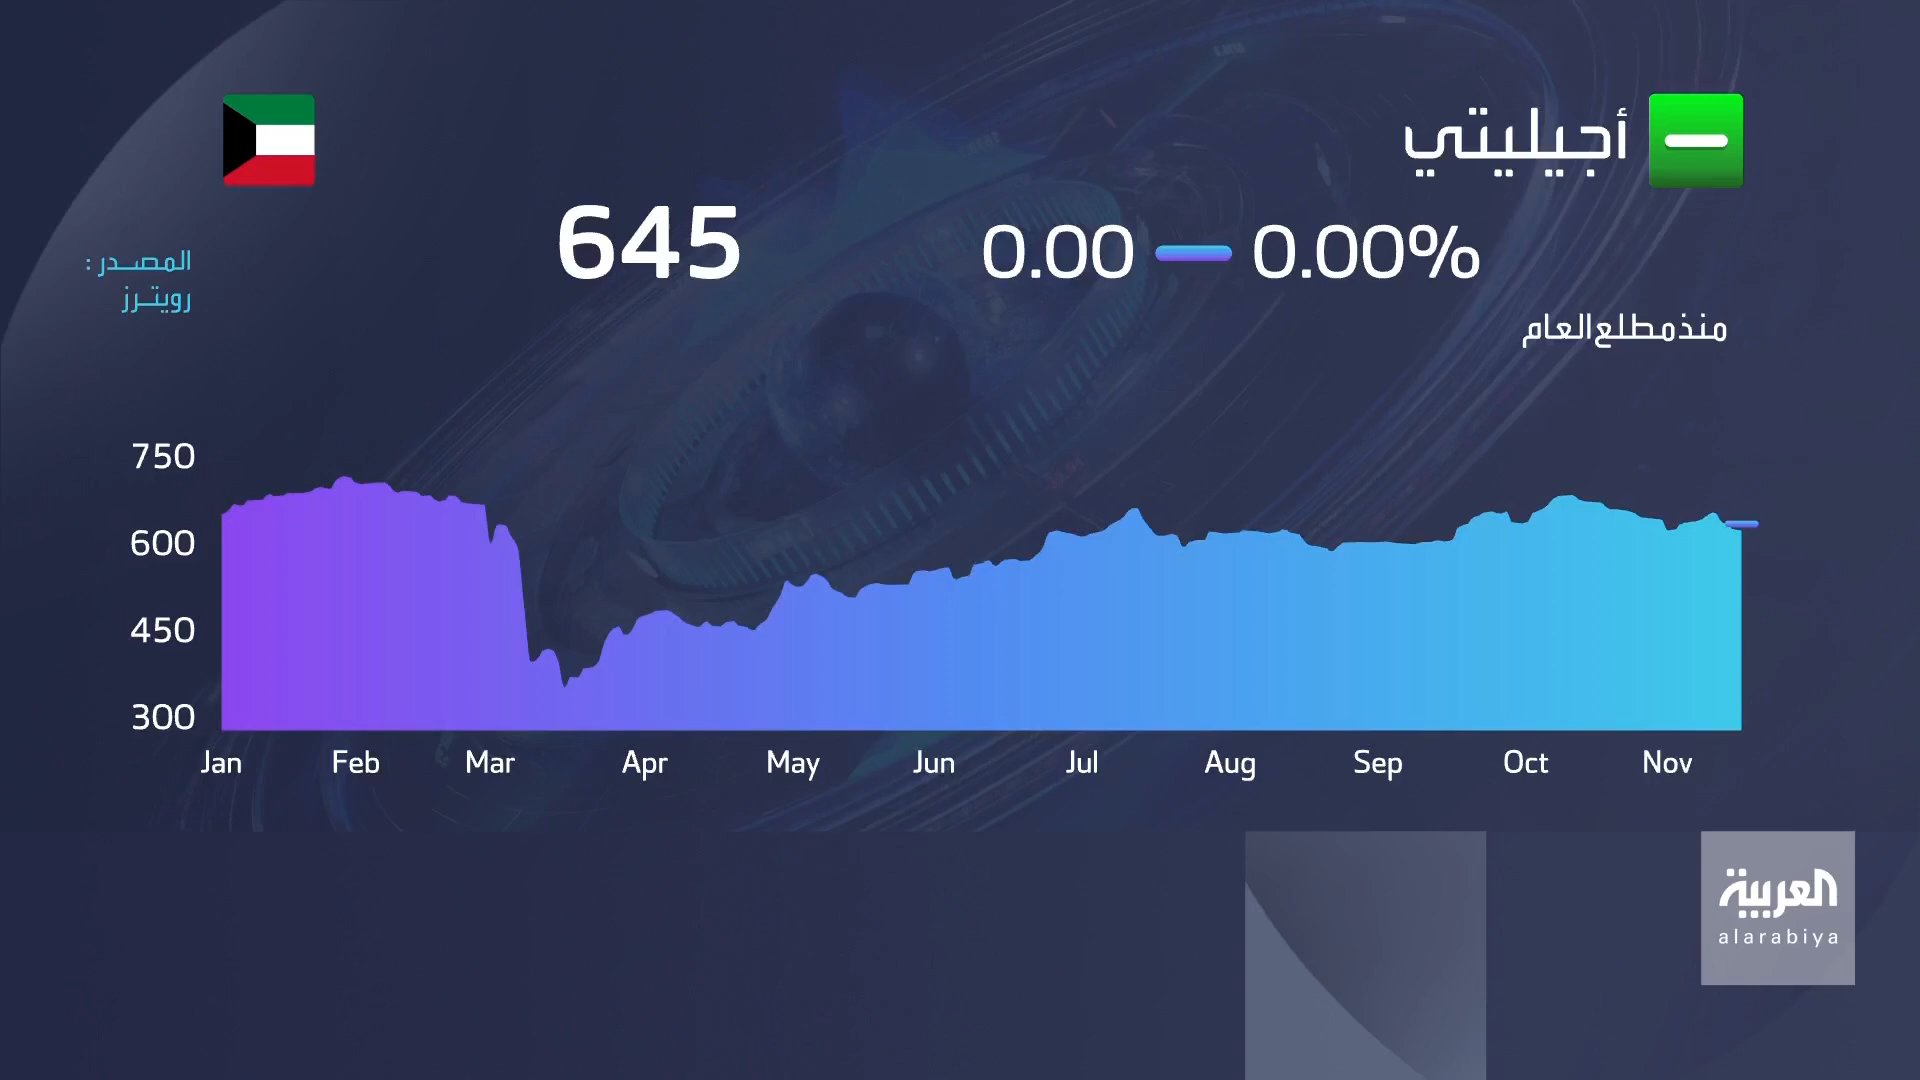 أجيليتي
645
0.00
0.00%
المصدر :
رويترز
منذ مطلع العام
750
600
450
300
Jan Feb Mar Apr May Jun Jul Aug Sep Oct Nov
العربية
alarabiya